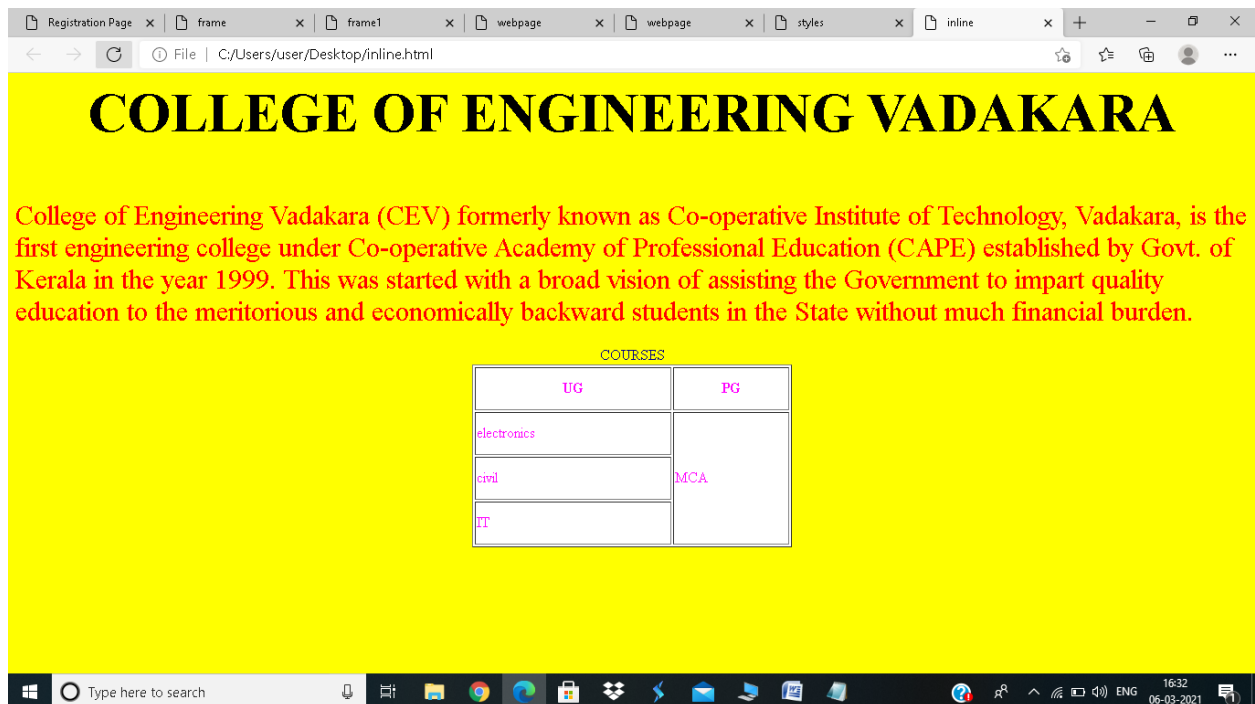 Registration Page frame frame1 webpage webpage styles inline
File | C:/Users/user/Desktop/inline.html
COLLEGE OF ENGINEERING VADAKARA
College of Engineering Vadakara (CEV) formerly known as Co-operative Institute of Technology, Vadakara, is the
first engineering college under Co-operative Academy of Professional Education (CAPE) established by Govt. of
Kerala in the year 1999. This was started with a broad vision of assisting the Government to impart quality
education to the meritorious and economically backward students in the State without much financial burden.
COURSES
UG PG
electronics
civil MCA
IT
Type here to search ENG 16:32
06-03-2021